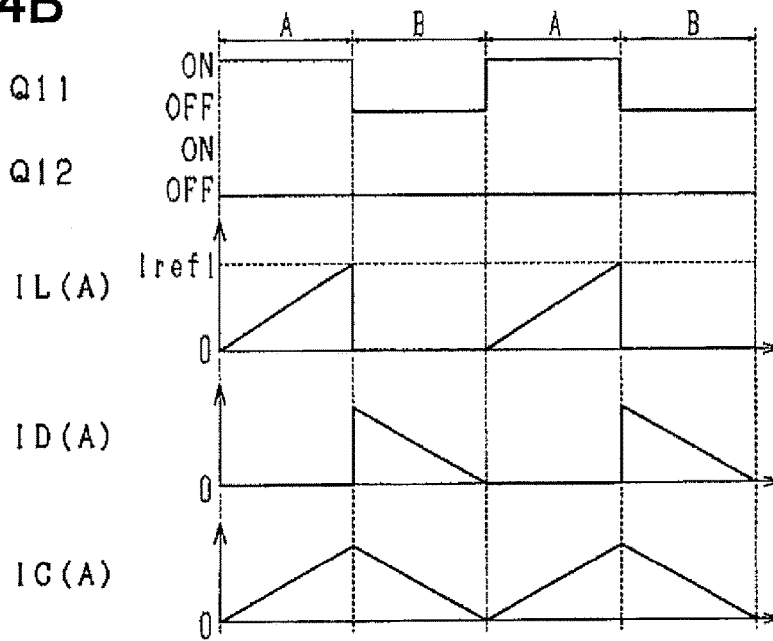 4B
A B A B
Q11 ON
OFF
Q12 ON
OFF
IL(A) Iref1
0
ID(A)
0
IC(A)
0